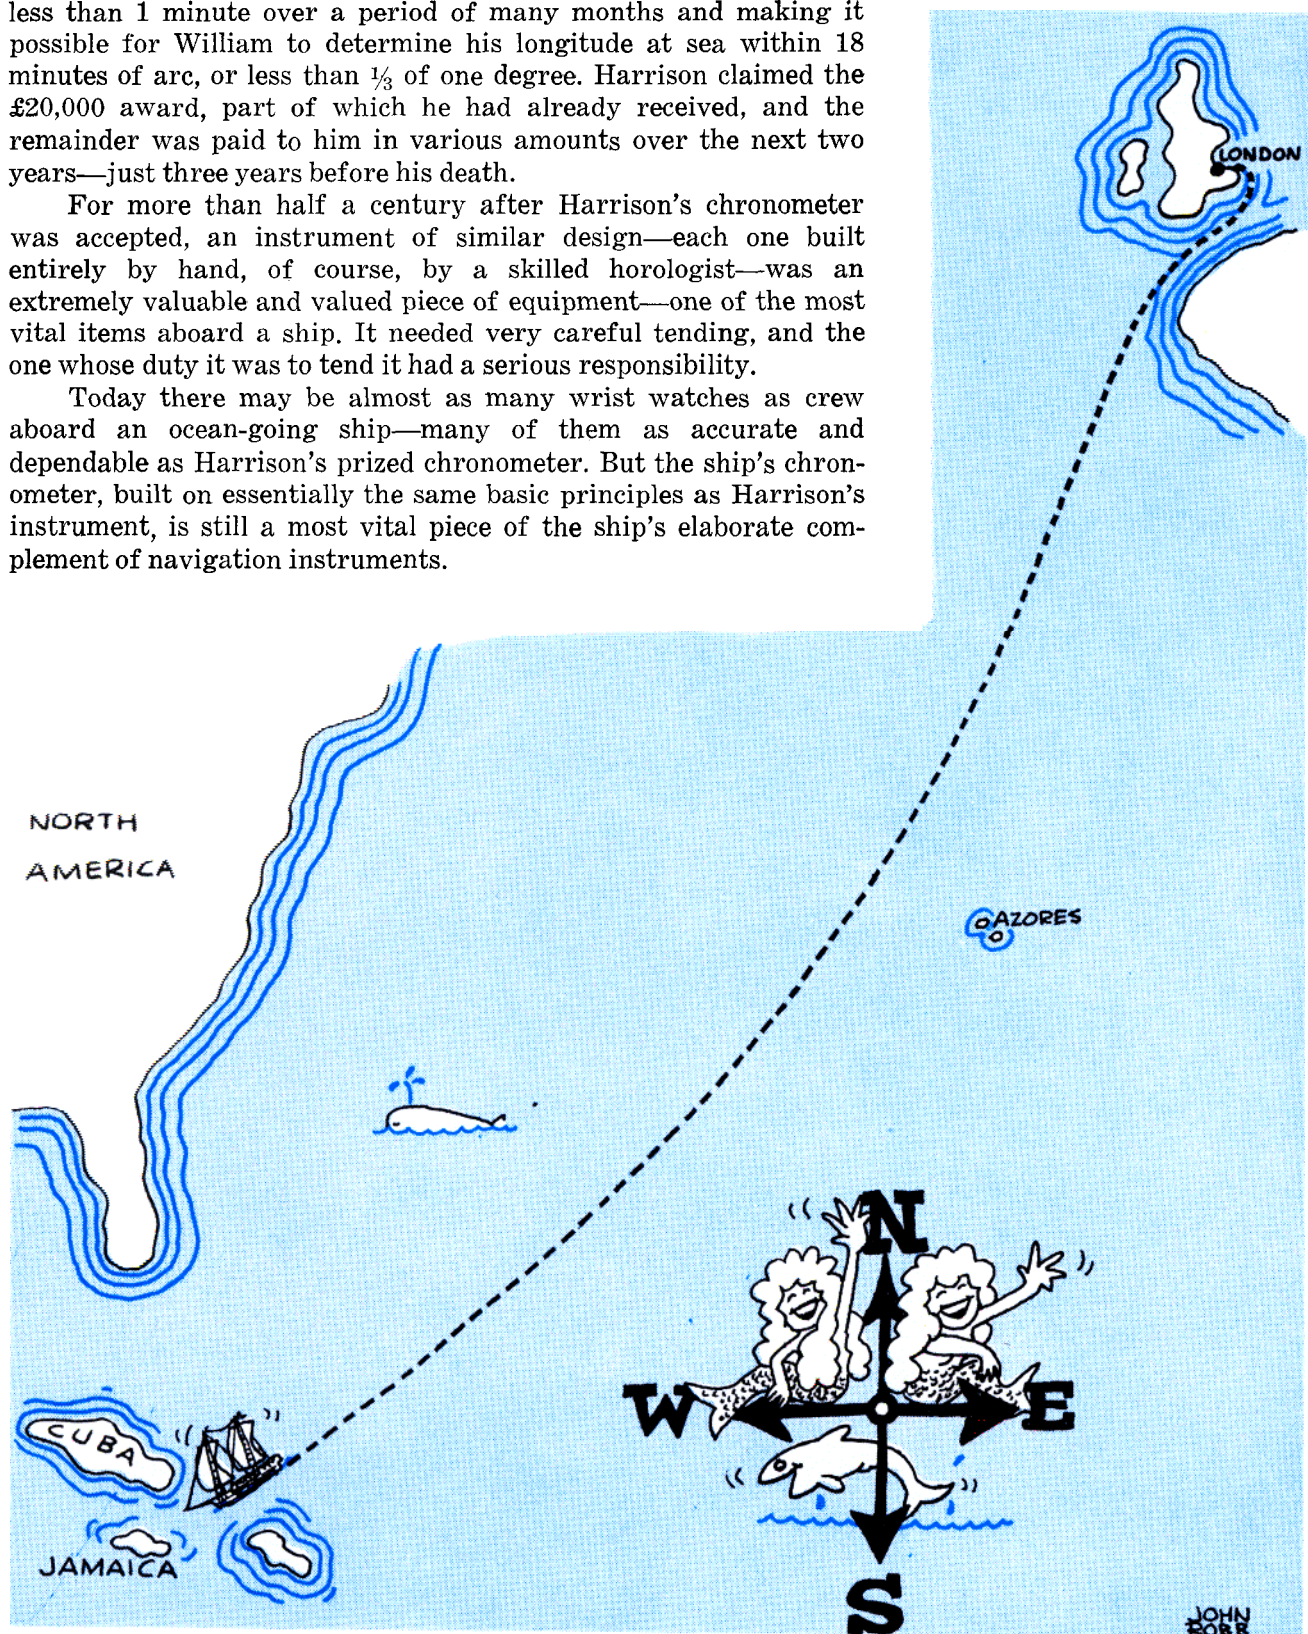 less than 1 minute over a period of many months and making it
possible for William to determine his longitude at sea within 18
minutes of arc, or less than ⅓ of one degree. Harrison claimed the
£20,000 award, part of which he had already received, and the
remainder was paid to him in various amounts over the next two
years—just three years before his death.
For more than half a century after Harrison's chronometer
was accepted, an instrument of similar design—each one built
entirely by hand, of course, by a skilled horologist—was an
extremely valuable and valued piece of equipment—one of the most
vital items aboard a ship. It needed very careful tending, and the
one whose duty it was to tend it had a serious responsibility.
Today there may be almost as many wrist watches as crew
aboard an ocean-going ship—many of them as accurate and
dependable as Harrison's prized chronometer. But the ship's chron-
ometer, built on essentially the same basic principles as Harrison's
instrument, is still a most vital piece of the ship's elaborate com-
plement of navigation instruments.
LONDON
NORTH
AMERICA
AZORES
N
W
E
CUBA
JAMAICA
S
JOHN
ROBB